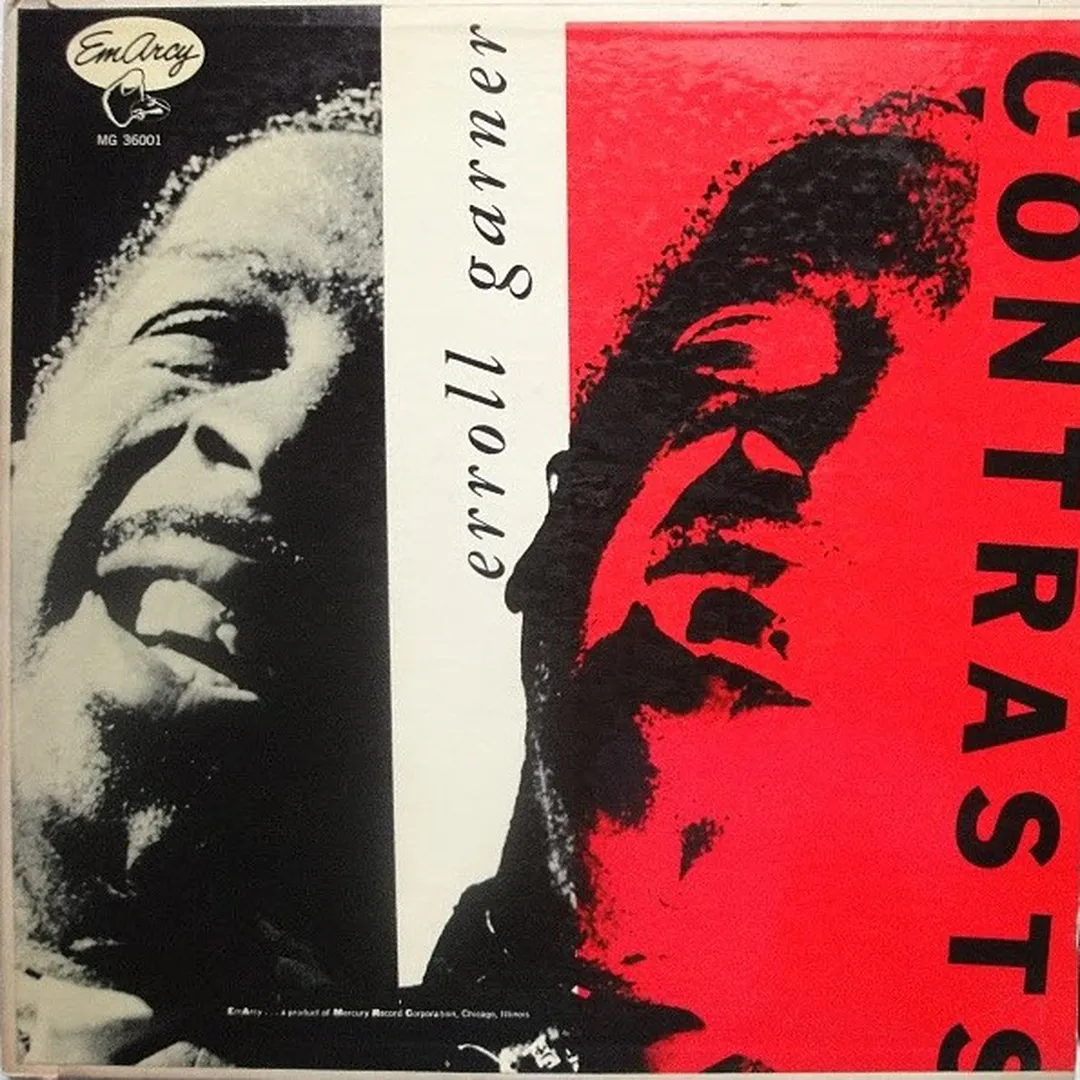 EmArcy
MG 36001
erroll garner
CONTRASTS
EmArcy . . . a product of Mercury Record Corporation, Chicago, Illinois